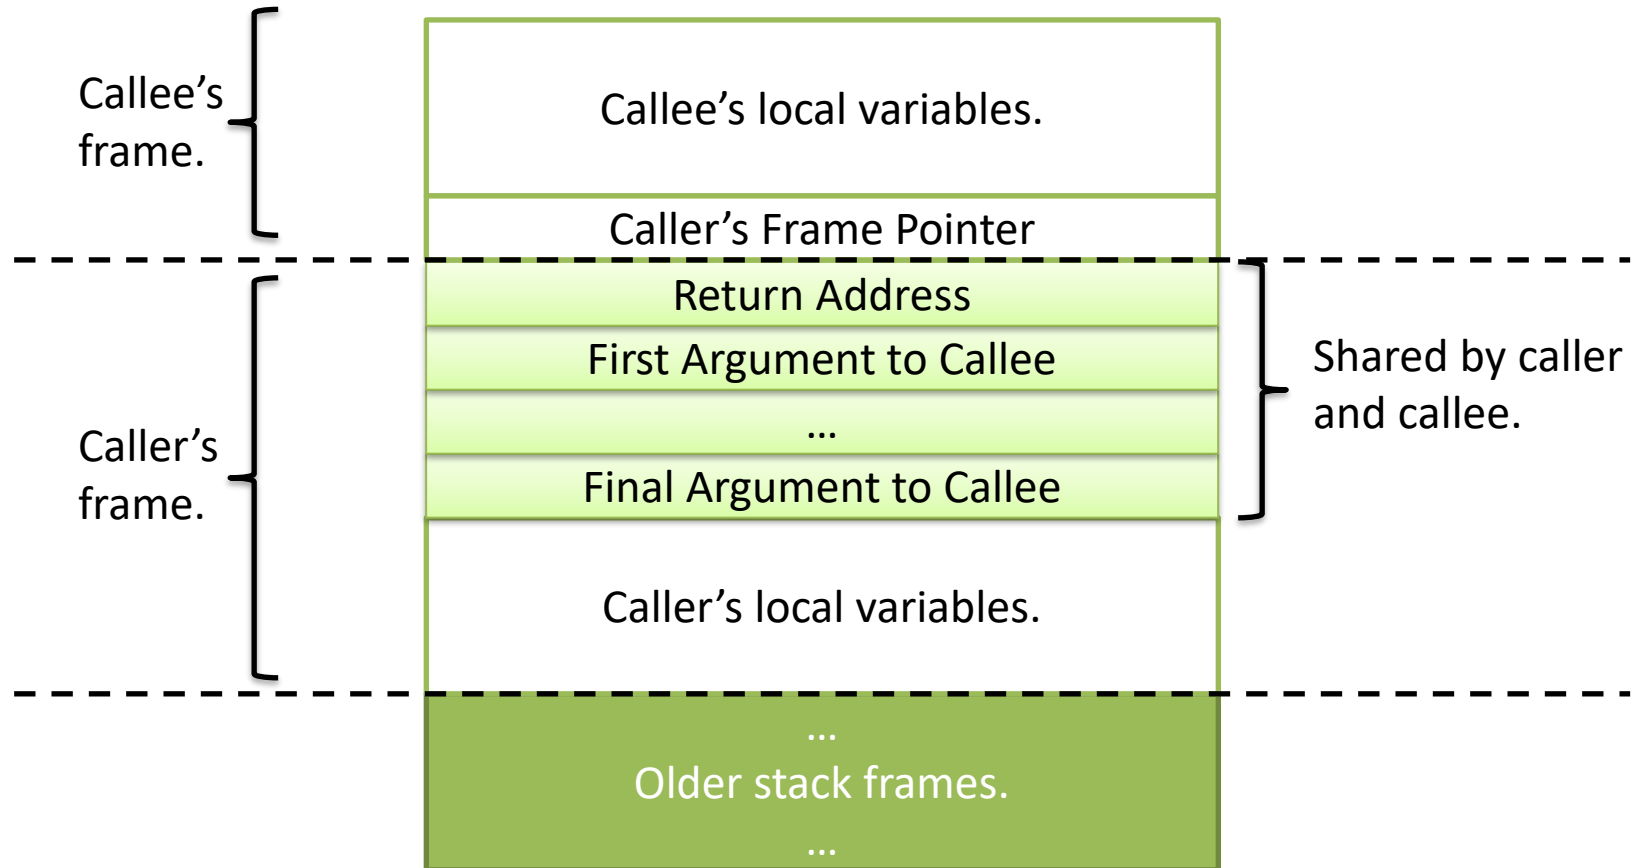 Callee’s
frame.
Callee’s local variables.
Caller’s Frame Pointer
Return Address
First Argument to Callee
…
Final Argument to Callee
Shared by caller
and callee.
Caller’s
frame.
Caller’s local variables.
…
Older stack frames.
…